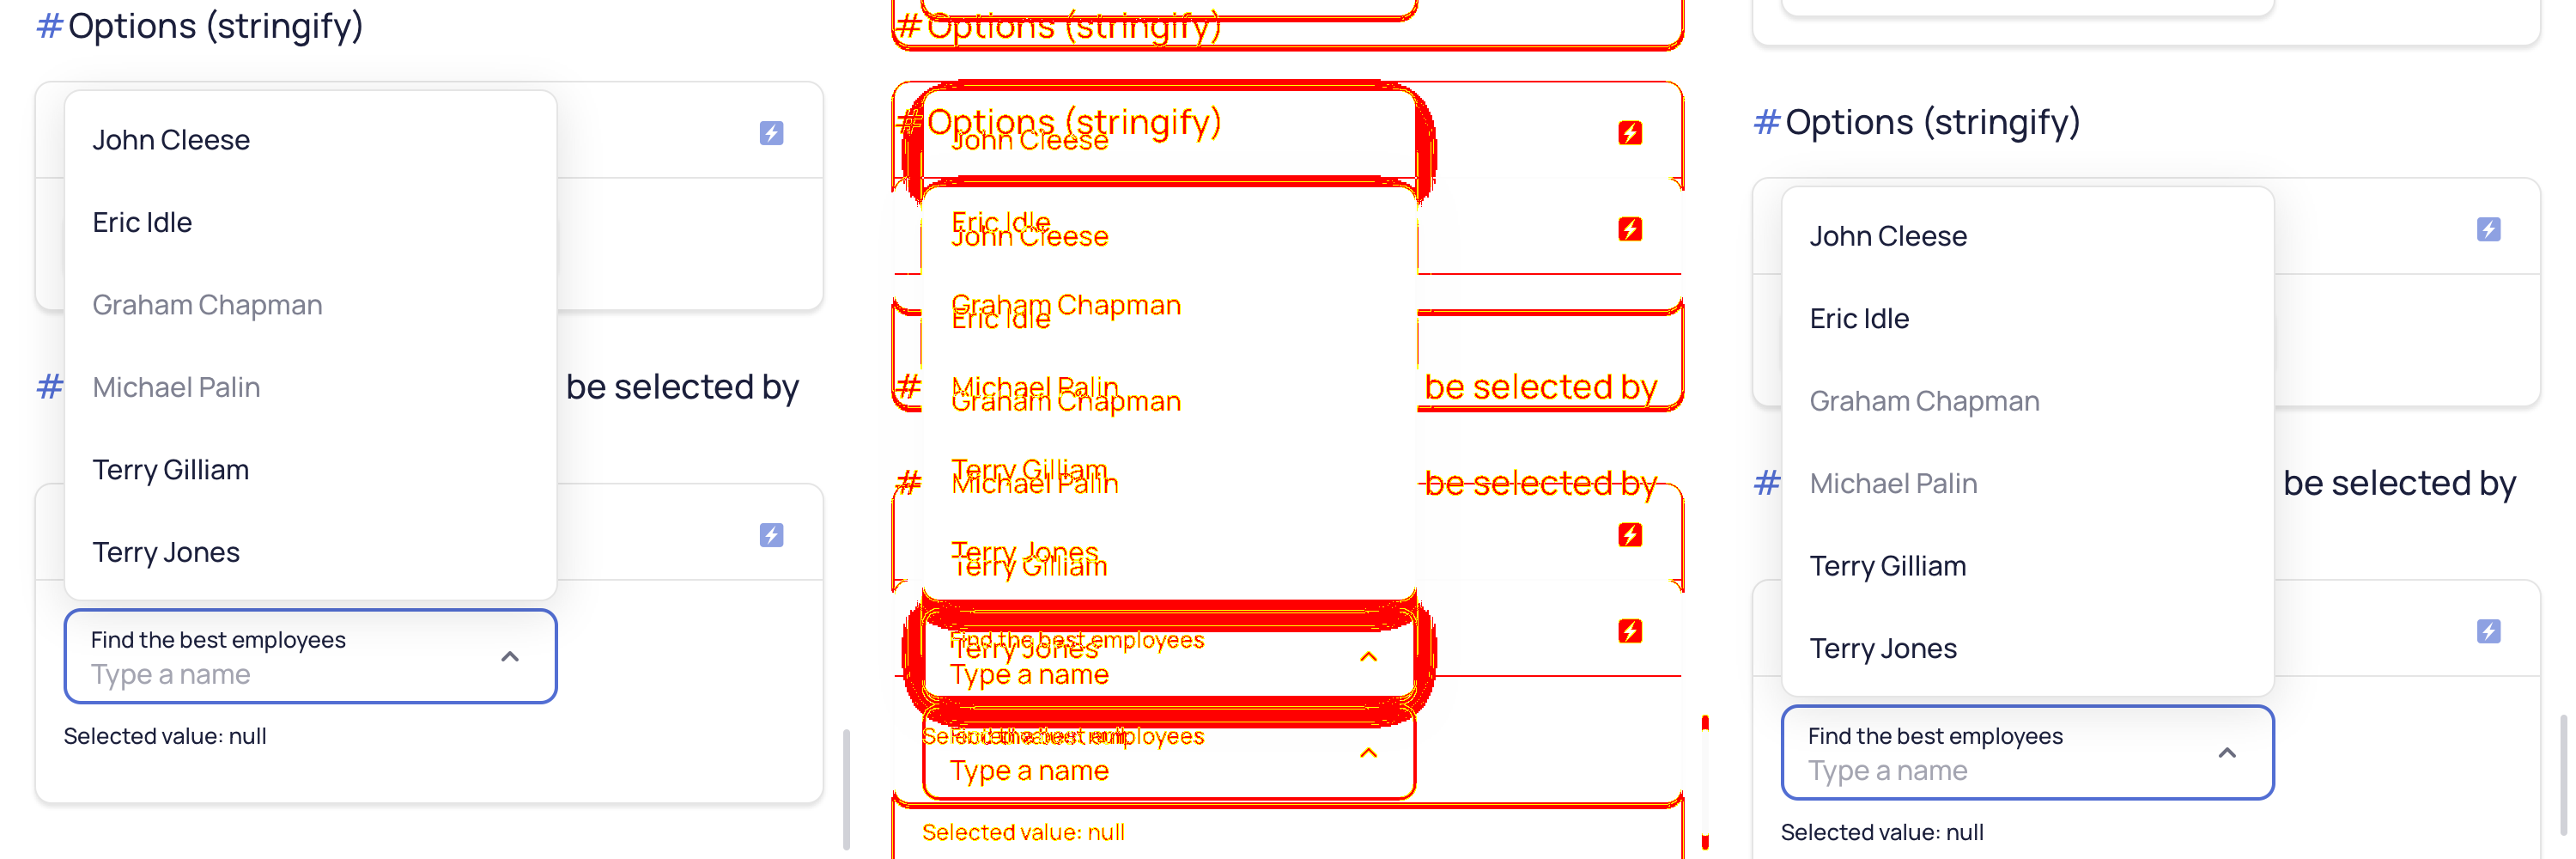 #Options (stringify)
John Cleese
Eric Idle
Graham Chapman
Michael Palin
# be selected by
Terry Gilliam
Terry Jones
Find the best employees
Type a name
Selected value: null
#Options (stringify)
#Options (stringify)
John Cleese
Eric Idle
John Cleese
Graham Chapman
Eric Idle
# Michael Palin be selected by
Graham Chapman
Terry Gilliam
# Michael Palin be selected by
Terry Jones
Terry Gilliam
Find the best employees
Terry Jones
Type a name
Selected value: null
Find the best employees
Type a name
Selected value: null
#Options (stringify)
John Cleese
Eric Idle
Graham Chapman
Michael Palin
# be selected by
Terry Gilliam
Terry Jones
Find the best employees
Type a name
Selected value: null